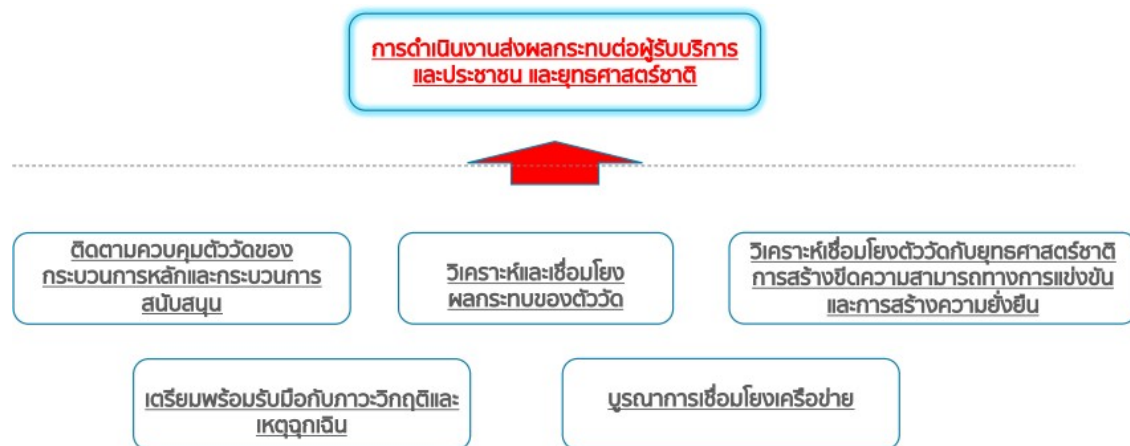 การดำเนินงานส่งผลกระทบต่อผู้รับบริการ
และประชาชน และยุทธศาสตร์ชาติ
ติดตามควบคุมตัววัดของ
กระบวนการหลักและกระบวนการ
สนับสนุน
วิเคราะห์และเชื่อมโยง
ผลกระทบของตัววัด
วิเคราะห์เชื่อมโยงตัววัดกับยุทธศาสตร์ชาติ
การสร้างขีดความสามารถทางการแข่งขัน
และการสร้างความยั่งยืน
เตรียมพร้อมรับมือกับภาวะวิกฤติและ
เหตุฉุกเฉิน
บูรณาการเชื่อมโยงเครือข่าย